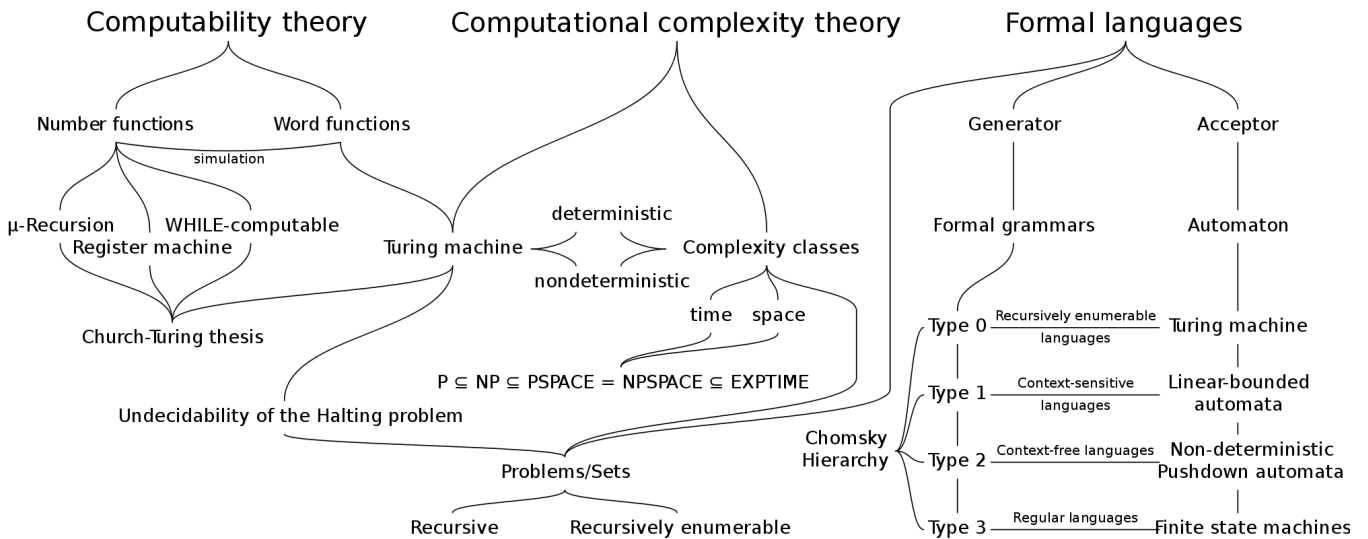 Computability theory
Computational complexity theory
Formal languages
Number functions
Word functions
Generator
Acceptor
simulation
μ-Recursion
WHILE-computable
Register machine
Turing machine
deterministic
nondeterministic
Complexity classes
Formal grammars
Automaton
time
space
Church-Turing thesis
P ⊆ NP ⊆ PSPACE = NPSPACE ⊆ EXPTIME
Undecidability of the Halting problem
Problems/Sets
Recursive
Recursively enumerable
Chomsky
Hierarchy
Type 0
Recursively enumerable
languages
Turing machine
Type 1
Context-sensitive
languages
Linear-bounded
automata
Type 2
Context-free languages
Non-deterministic
Pushdown automata
Type 3
Regular languages
Finite state machines